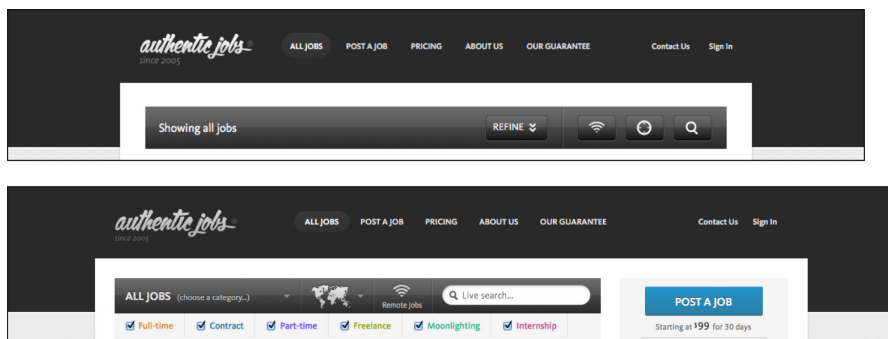 authentic jobs ALL JOBS POST A JOB PRICING ABOUT US OUR GUARANTEE Contact Us Sign In
since 2005
Showing all jobs REFINE
authentic jobs ALL JOBS POST A JOB PRICING ABOUT US OUR GUARANTEE Contact Us Sign In
since 2005
ALL JOBS (choose a category...) Remote Jobs Live search... POST A JOB
Full-time Contract Part-time Freelance Moonlighting Internship Starting at $99 for 30 days